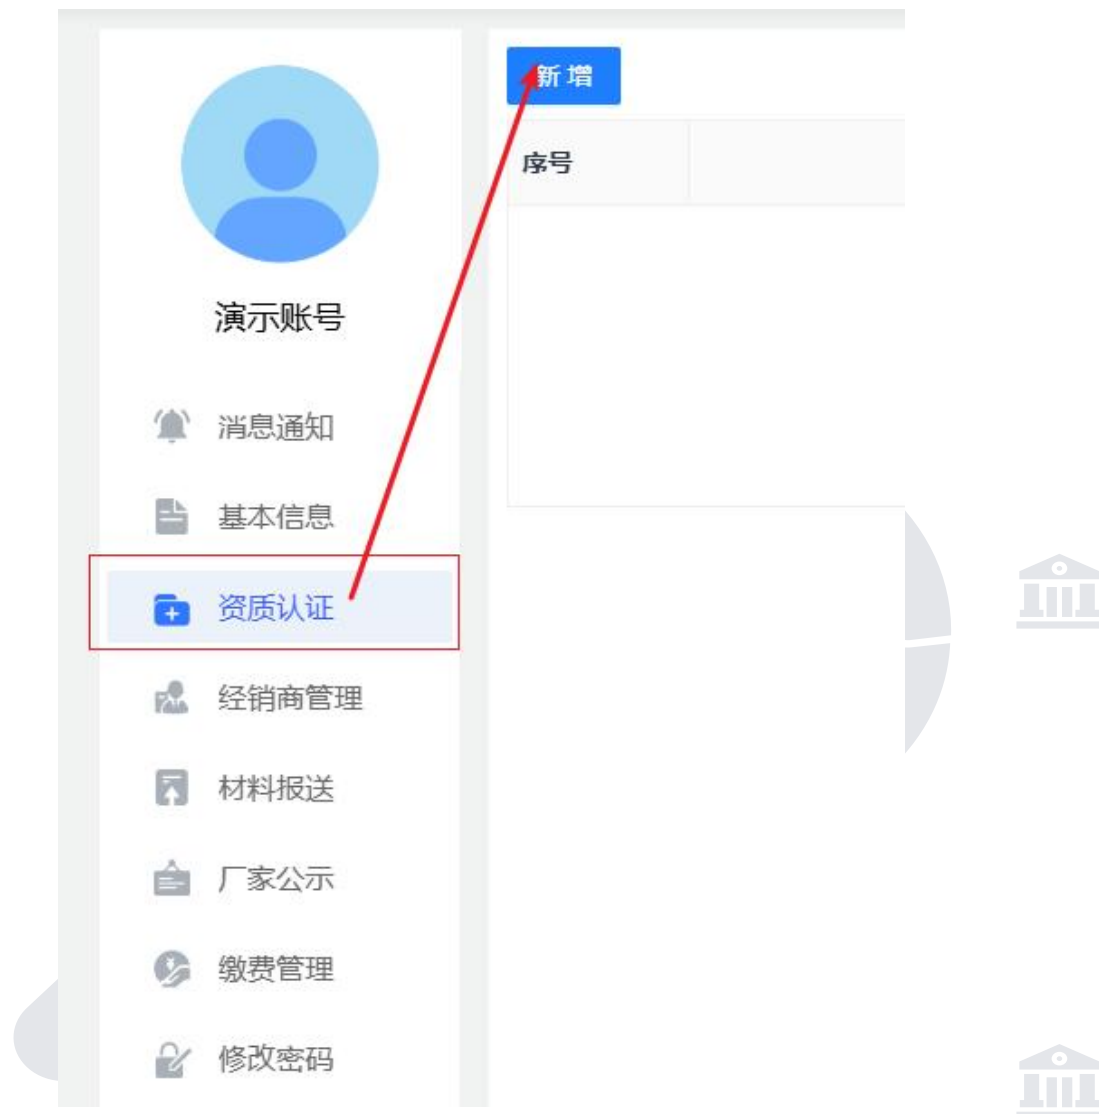 新增
序号
演示账号
消息通知
基本信息
资质认证
经销商管理
材料报送
厂家公示
缴费管理
修改密码